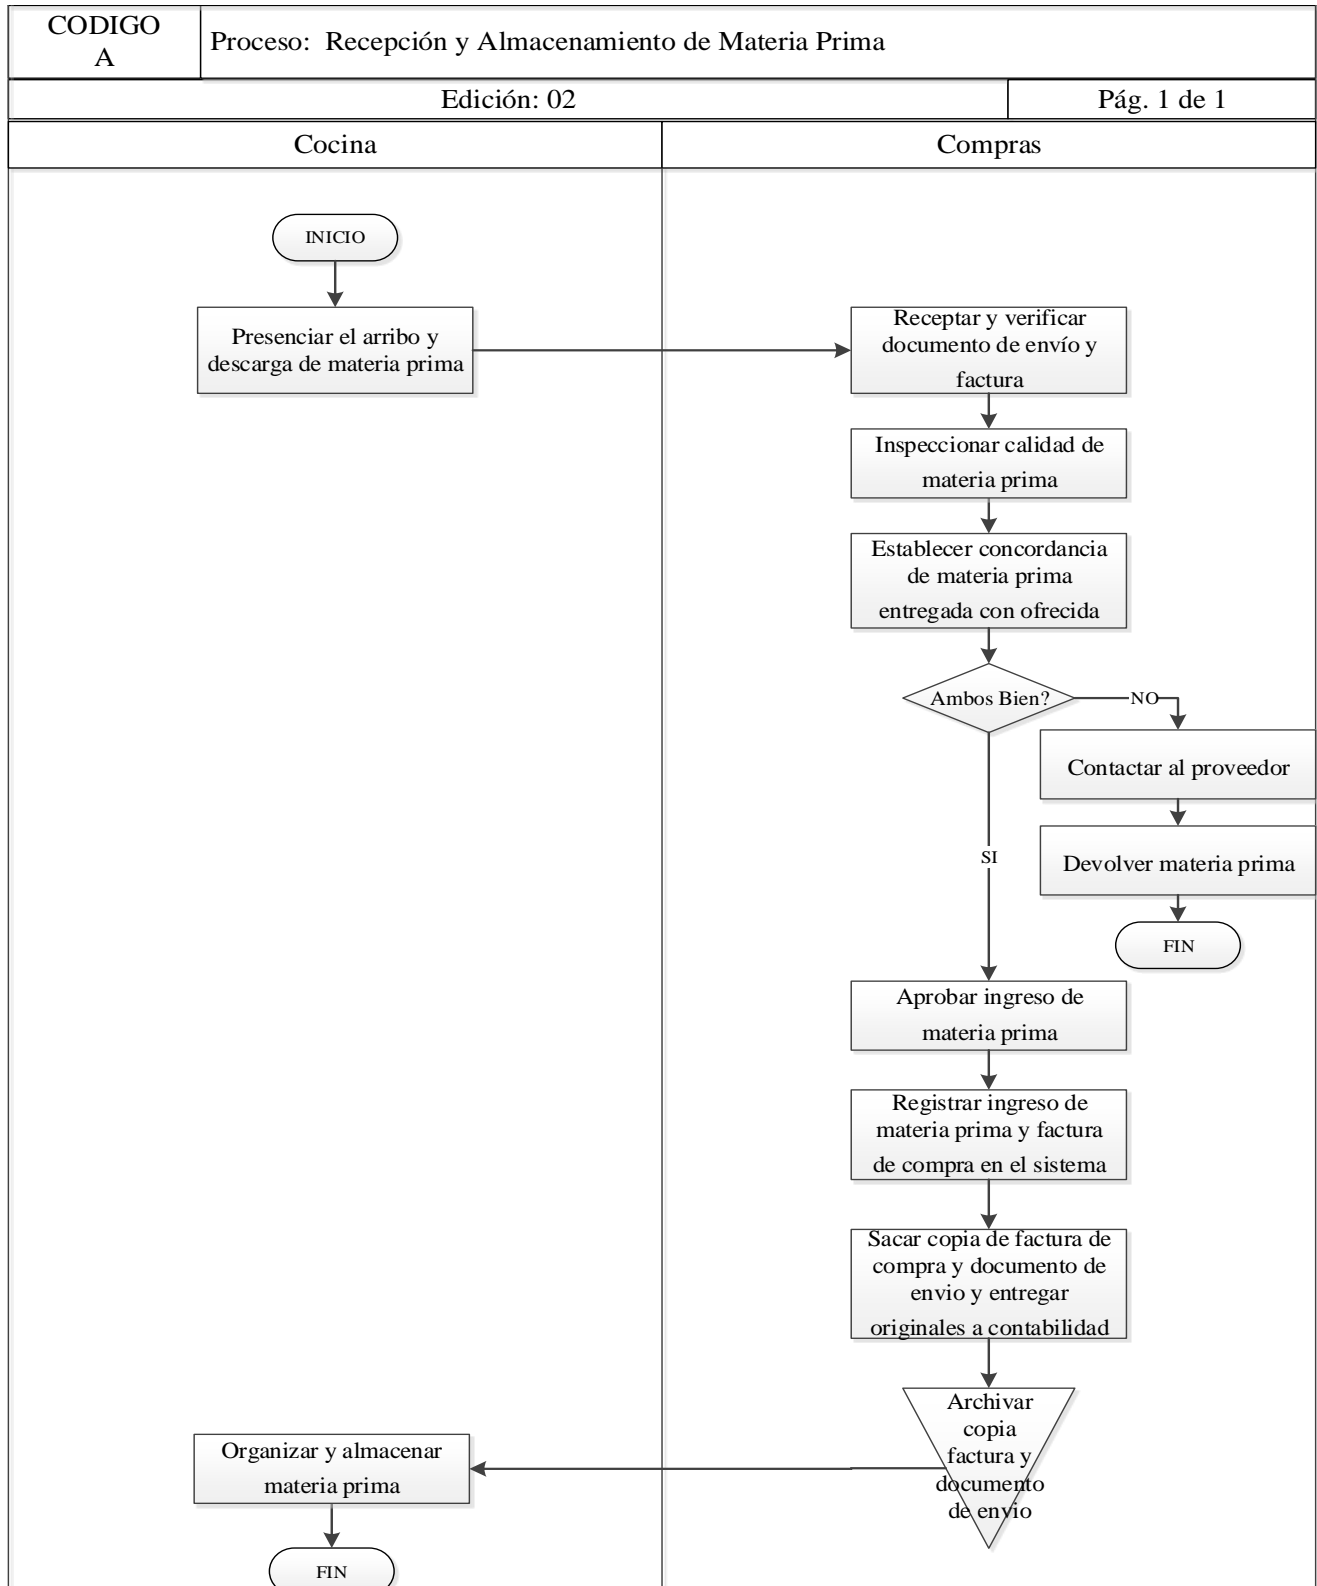 CODIGO
A
Proceso: Recepción y Almacenamiento de Materia Prima
Edición: 02
Pág. 1 de 1
Cocina
Compras
INICIO
Presenciar el arribo y
descarga de materia prima
Receptar y verificar
documento de envío y
factura
Inspeccionar calidad de
materia prima
Establecer concordancia
de materia prima
entregada con ofrecida
Ambos Bien?
NO
Contactar al proveedor
SI
Devolver materia prima
FIN
Aprobar ingreso de
materia prima
Registrar ingreso de
materia prima y factura
de compra en el sistema
Sacar copia de factura de
compra y documento de
envio y entregar
originales a contabilidad
Archivar
copia
factura y
documento
de envio
Organizar y almacenar
materia prima
FIN